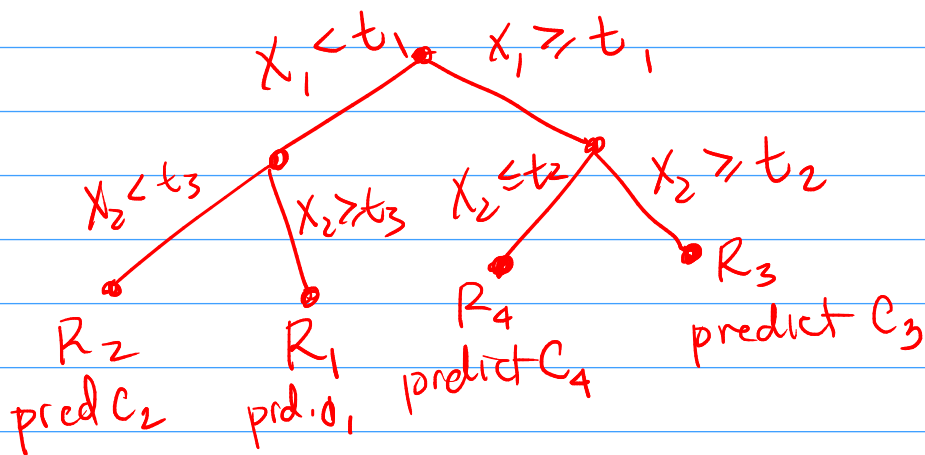 X₁ < t₁ X₁ ≥ t₁
X₂ < t₃ X₂ ≥ t₃ X₂ ≤ t₂ X₂ ≥ t₂
R₂ R₁ R₄ R₃
pred C₂ prd. C₁ predict C₄ predict C₃